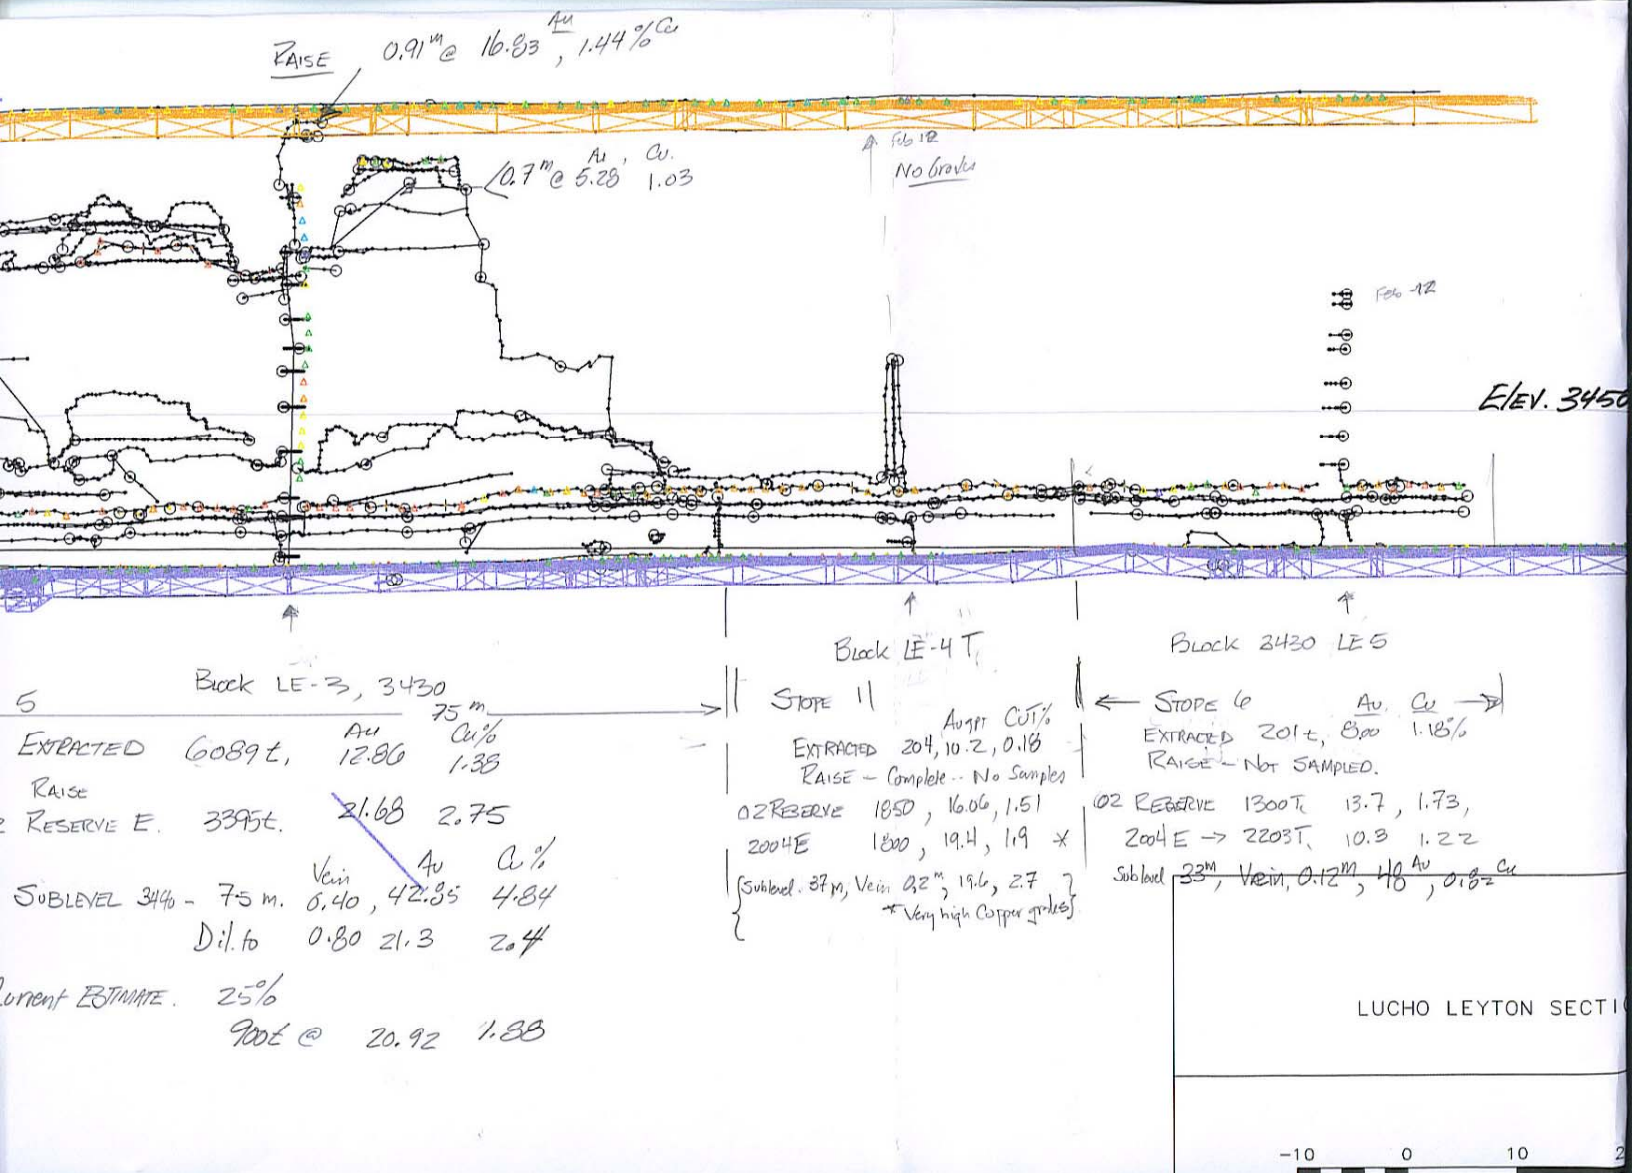 Au
RAISE 0.91m @ 16.83, 1.44% Cu
Feb 12
Au, Cu.
0.7m @ 5.28 1.03
Feb -12
Elev. 3450
Block LE-4 T,
Block 3430 LE5
Block LE-3, 3430
5
75 m
STOPE 11
STOPE 6 Au. Cu
Au Cu%
Au gpt CUT%
EXTRACTED 6089t, 12.86 1.38
EXTRACTED 204, 10.2, 0.18
EXTRACTED 201t, 8.00 1.18%
RAISE
RAISE - Complete -- No Samples
RAISE - NOT SAMPLED.
RESERVE E. 3395t. 21.68 2.75
02 RESERVE 1850, 16.06, 1.51
02 RESERVE 1300T, 13.7, 1.73,
2004E 1800, 19.4, 1.9 *
2004E → 2203T, 10.3 1.22
Vein Au Cu%
SUBLEVEL 3440 - 75 m. 0.40, 42.85 4.84
{Sublevel. 37m, Vein 0.2m, 19.6, 2.7 }
Sublevel 33m, Vein, 0.12m, 48 Au, 0.82 Cu
* Very high Copper grades}
Dil. to 0.80 21.3 2.4
Current ESTIMATE. 25%
900t @ 20.92 1.88
LUCHO LEYTON SECTI
-10 0 10 2